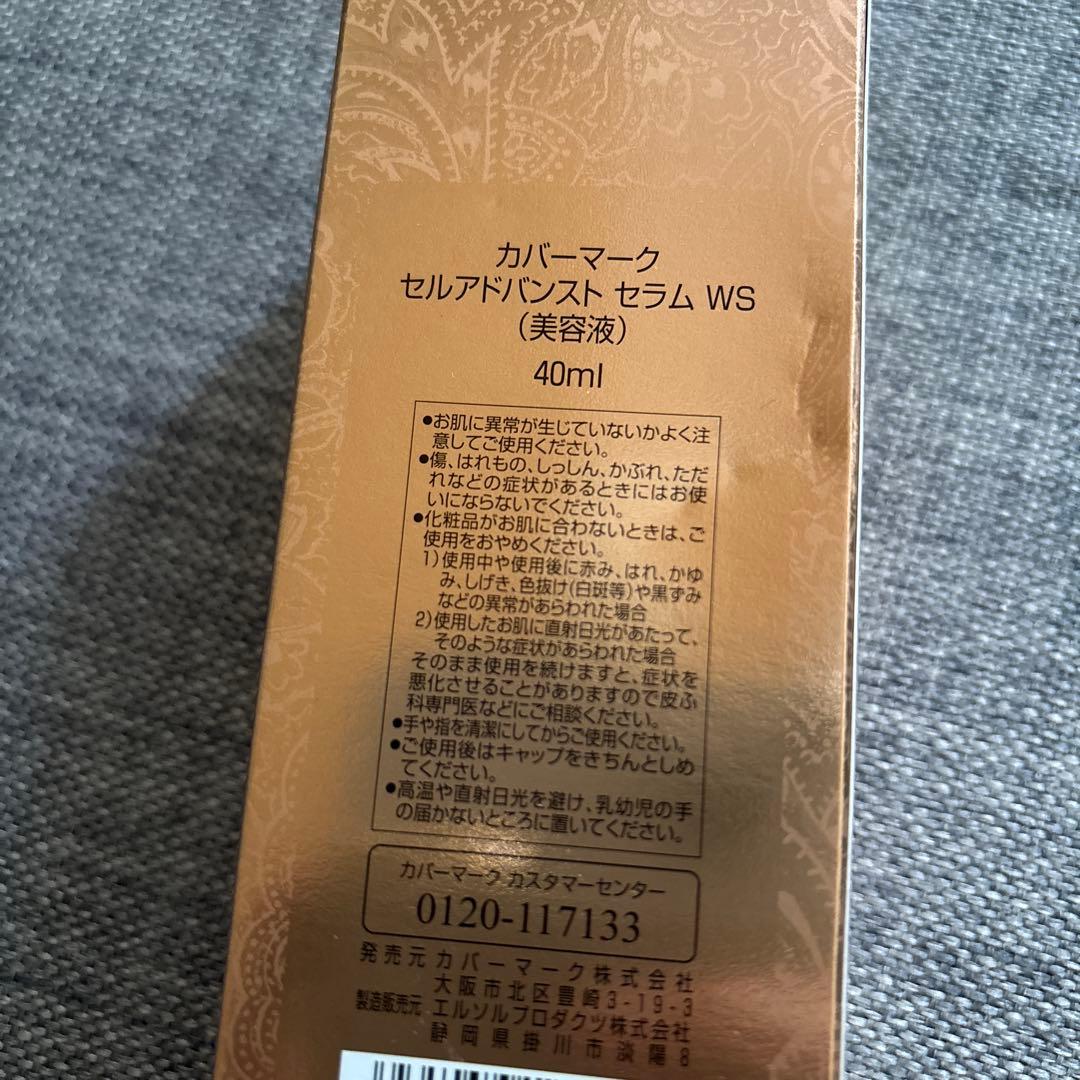 カバーマーク
セルアドバンスト セラム WS
（美容液）
40ml
●お肌に異常が生じていないかよく注
意してご使用ください。
●傷、はれもの、しっしん、かぶれ、ただ
れなどの症状があるときにはお使
いにならないでください。
●化粧品がお肌に合わないときは、ご
使用をおやめください。
1）使用中や使用後に赤み、はれ、かゆ
み、しげき、色抜け（白斑等）や黒ずみ
などの異常があらわれた場合
2）使用したお肌に直射日光があたって、
そのような症状があらわれた場合
そのまま使用を続けますと、症状を
悪化させることがありますので皮ふ
科専門医などにご相談ください。
●手や指を清潔にしてからご使用ください。
●ご使用後はキャップをきちんとしめ
てください。
●高温や直射日光を避け、乳幼児の手
の届かないところに置いてください。
カバーマーク カスタマーセンター
0120-117133
発売元 カバーマーク株式会社
大阪市北区豊崎3-19-3
製造販売元 エルソルプロダクツ株式会社
静岡県掛川市淡陽8